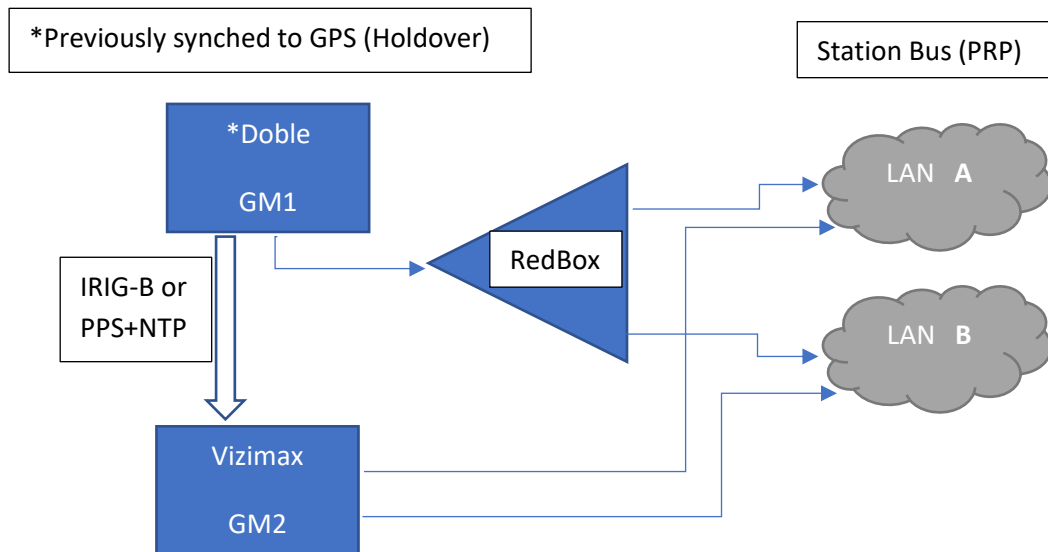 *Previously synched to GPS (Holdover)
Station Bus (PRP)
*Doble
GM1
LAN A
RedBox
IRIG-B or
PPS+NTP
LAN B
Vizimax
GM2